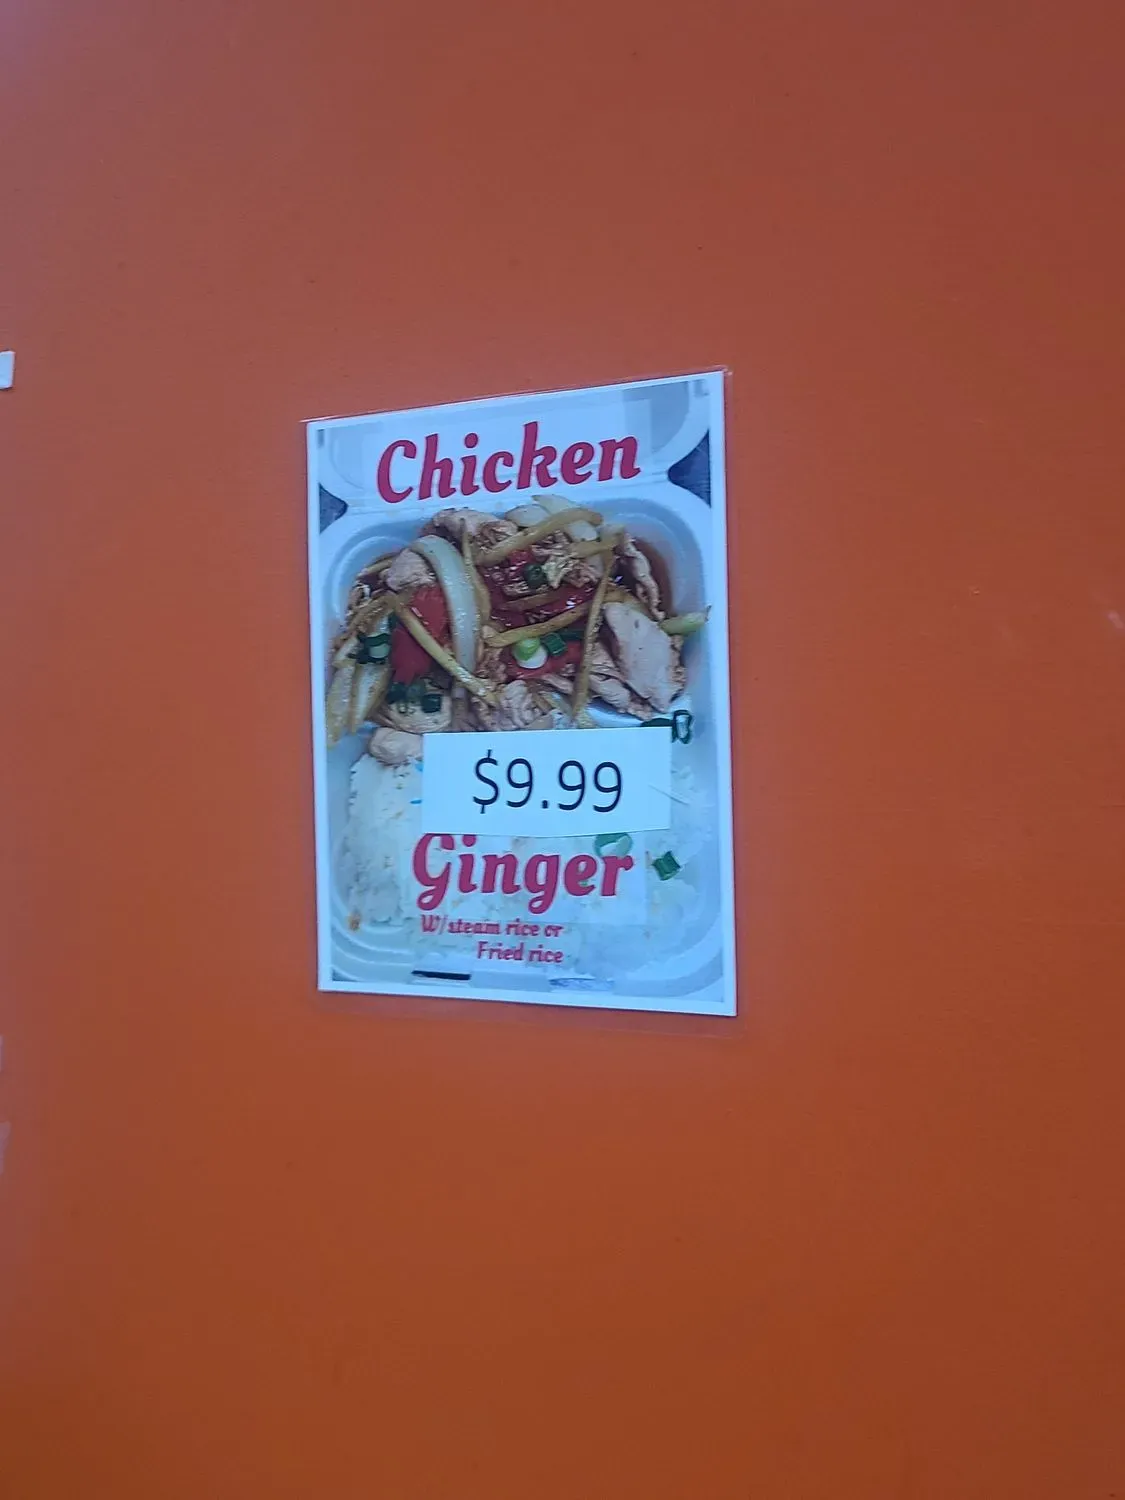 Chicken
$9.99
Ginger
W/steam rice or
Fried rice